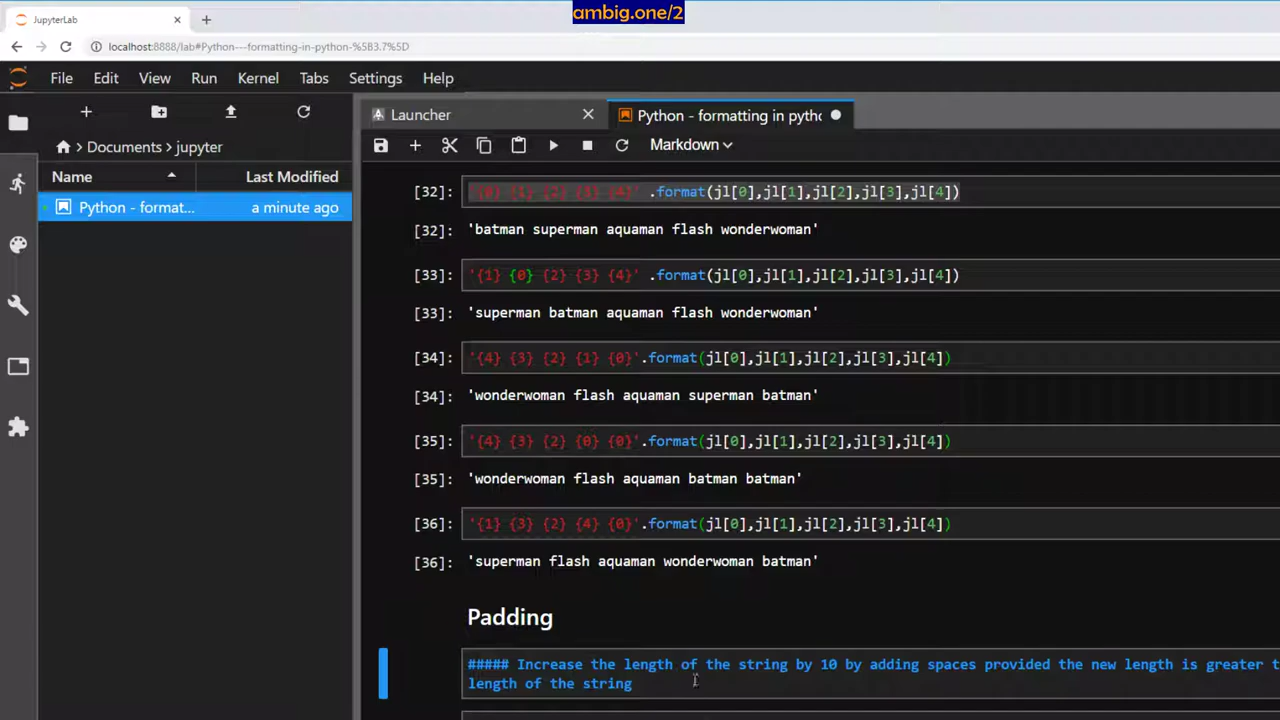 ambig.one/2
JupyterLab
localhost:8888/lab#Python---formatting-in-python-%5B3.7%5D
File Edit View Run Kernel Tabs Settings Help
Launcher
Python - formatting in pytho
Documents > jupyter
Markdown
Name Last Modified
Python - format... a minute ago
[32]: '{0} {1} {2} {3} {4}' .format(jl[0],jl[1],jl[2],jl[3],jl[4])
[32]: 'batman superman aquaman flash wonderwoman'
[33]: '{1} {0} {2} {3} {4}' .format(jl[0],jl[1],jl[2],jl[3],jl[4])
[33]: 'superman batman aquaman flash wonderwoman'
[34]: '{4} {3} {2} {1} {0}'.format(jl[0],jl[1],jl[2],jl[3],jl[4])
[34]: 'wonderwoman flash aquaman superman batman'
[35]: '{4} {3} {2} {0} {0}'.format(jl[0],jl[1],jl[2],jl[3],jl[4])
[35]: 'wonderwoman flash aquaman batman batman'
[36]: '{1} {3} {2} {4} {0}'.format(jl[0],jl[1],jl[2],jl[3],jl[4])
[36]: 'superman flash aquaman wonderwoman batman'
Padding
##### Increase the length of the string by 10 by adding spaces provided the new length is greater t
length of the string